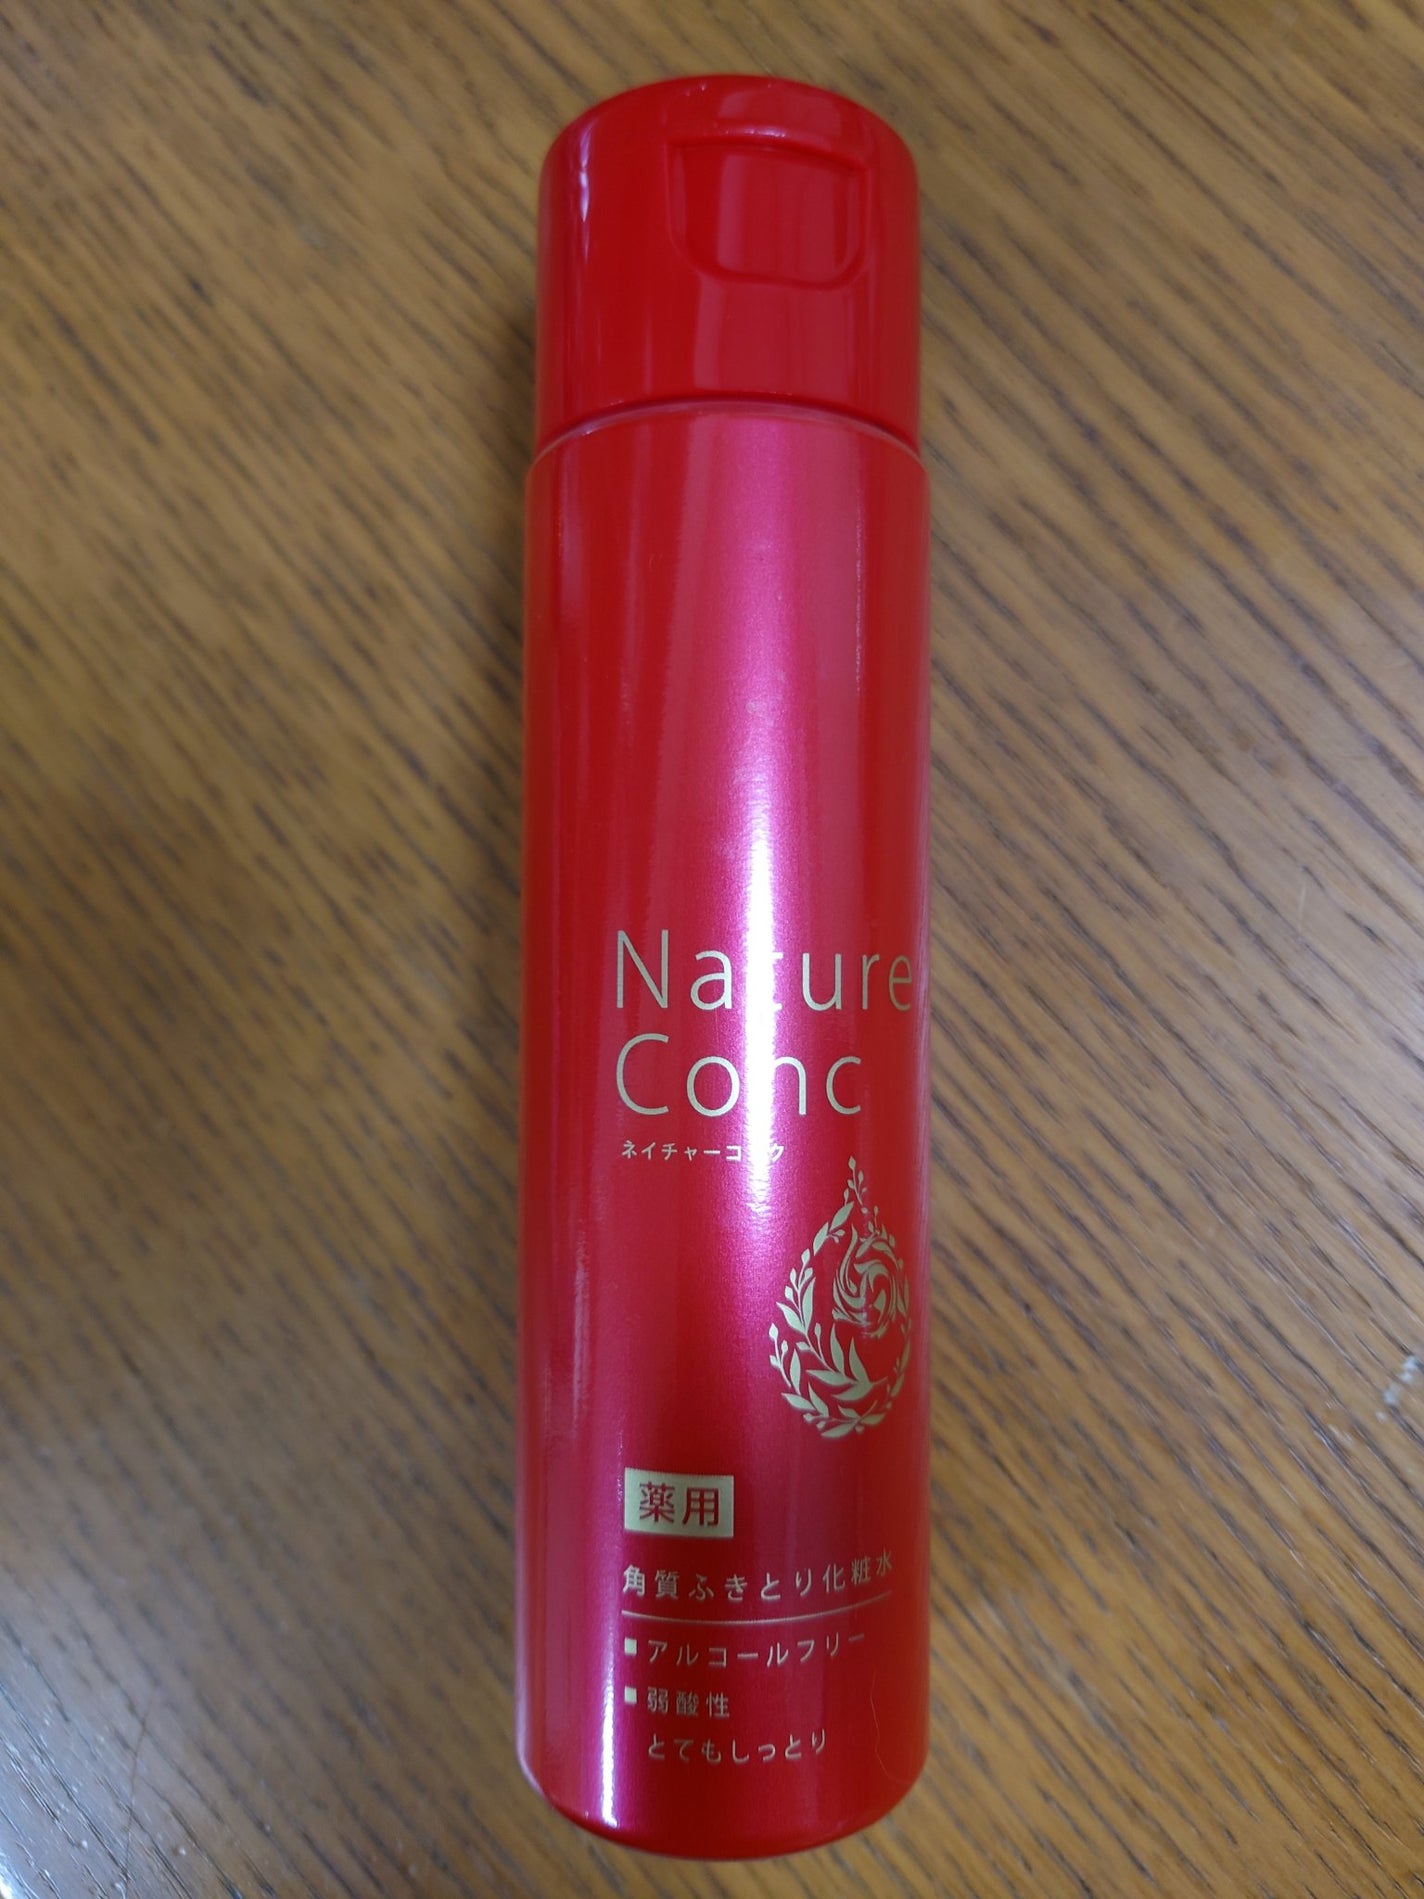 Nature
Conc
ネイチャーコンク
薬用
角質ふきとり化粧水
■アルコールフリー
■弱酸性
とてもしっとり